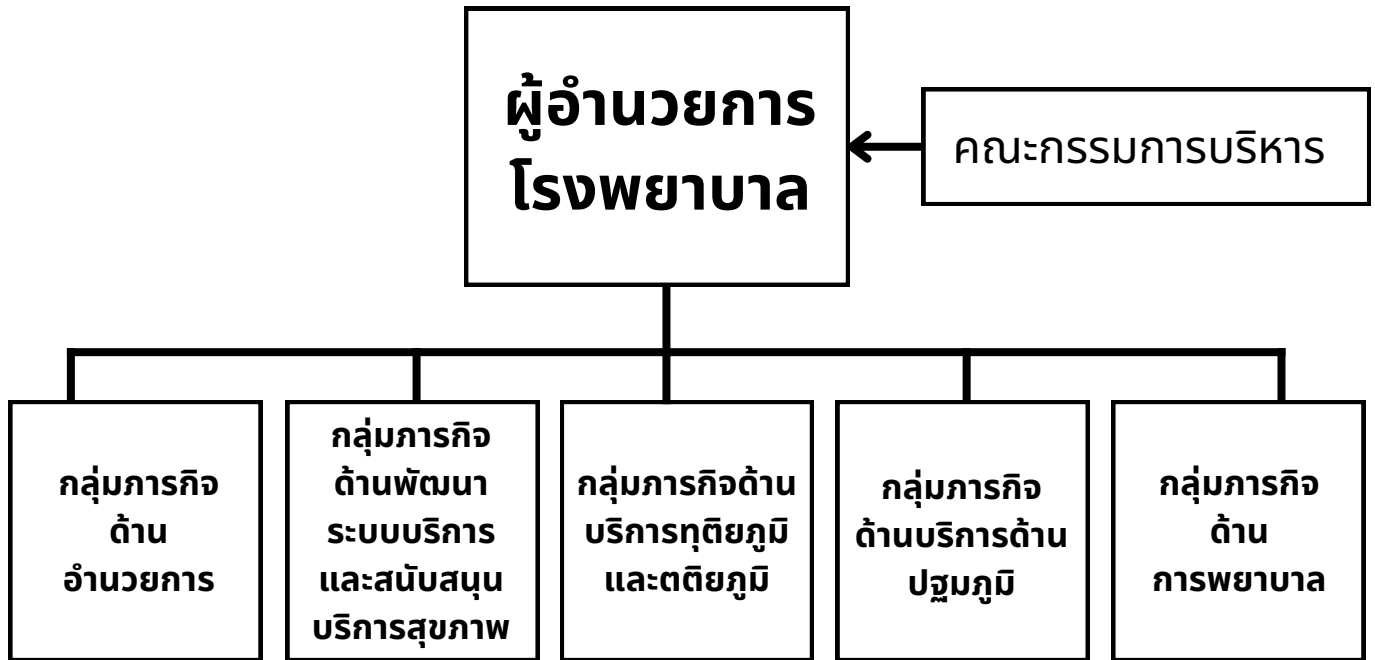 ผู้อำนวยการ
โรงพยาบาล
คณะกรรมการบริหาร
กลุ่มภารกิจ
ด้าน
อำนวยการ
กลุ่มภารกิจ
ด้านพัฒนา
ระบบบริการ
และสนับสนุน
บริการสุขภาพ
กลุ่มภารกิจด้าน
บริการทุติยภูมิ
และตติยภูมิ
กลุ่มภารกิจ
ด้านบริการด้าน
ปฐมภูมิ
กลุ่มภารกิจ
ด้าน
การพยาบาล